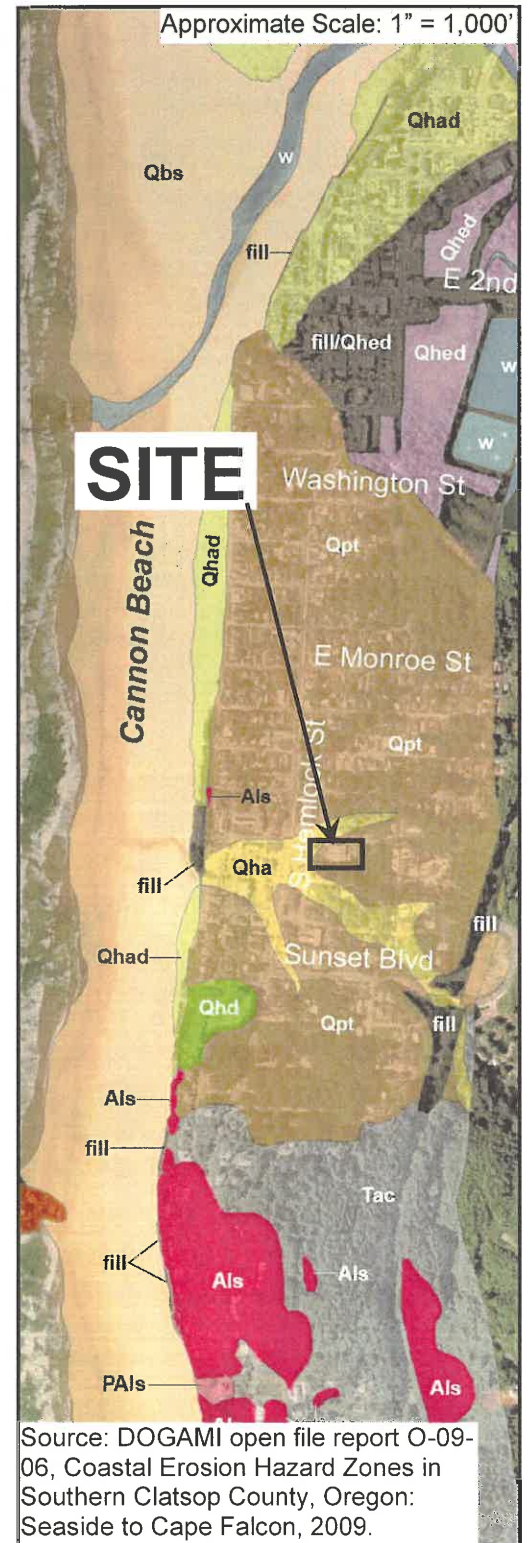 Approximate Scale: 1” = 1,000’
Qhad
w
Qbs
Qhed
fill
E 2nd
fill/Qhed
Qhed
w
w
SITE
Washington St
Qpt
Qhad
Cannon Beach
E Monroe St
S Hemlock St
Qpt
Als
Qha
fill
fill
Qhad
Sunset Blvd
Qhd
Qpt
fill
Als
fill
Tac
fill
Als
Als
PAls
Als
Source: DOGAMI open file report O-09-
06, Coastal Erosion Hazard Zones in
Southern Clatsop County, Oregon:
Seaside to Cape Falcon, 2009.